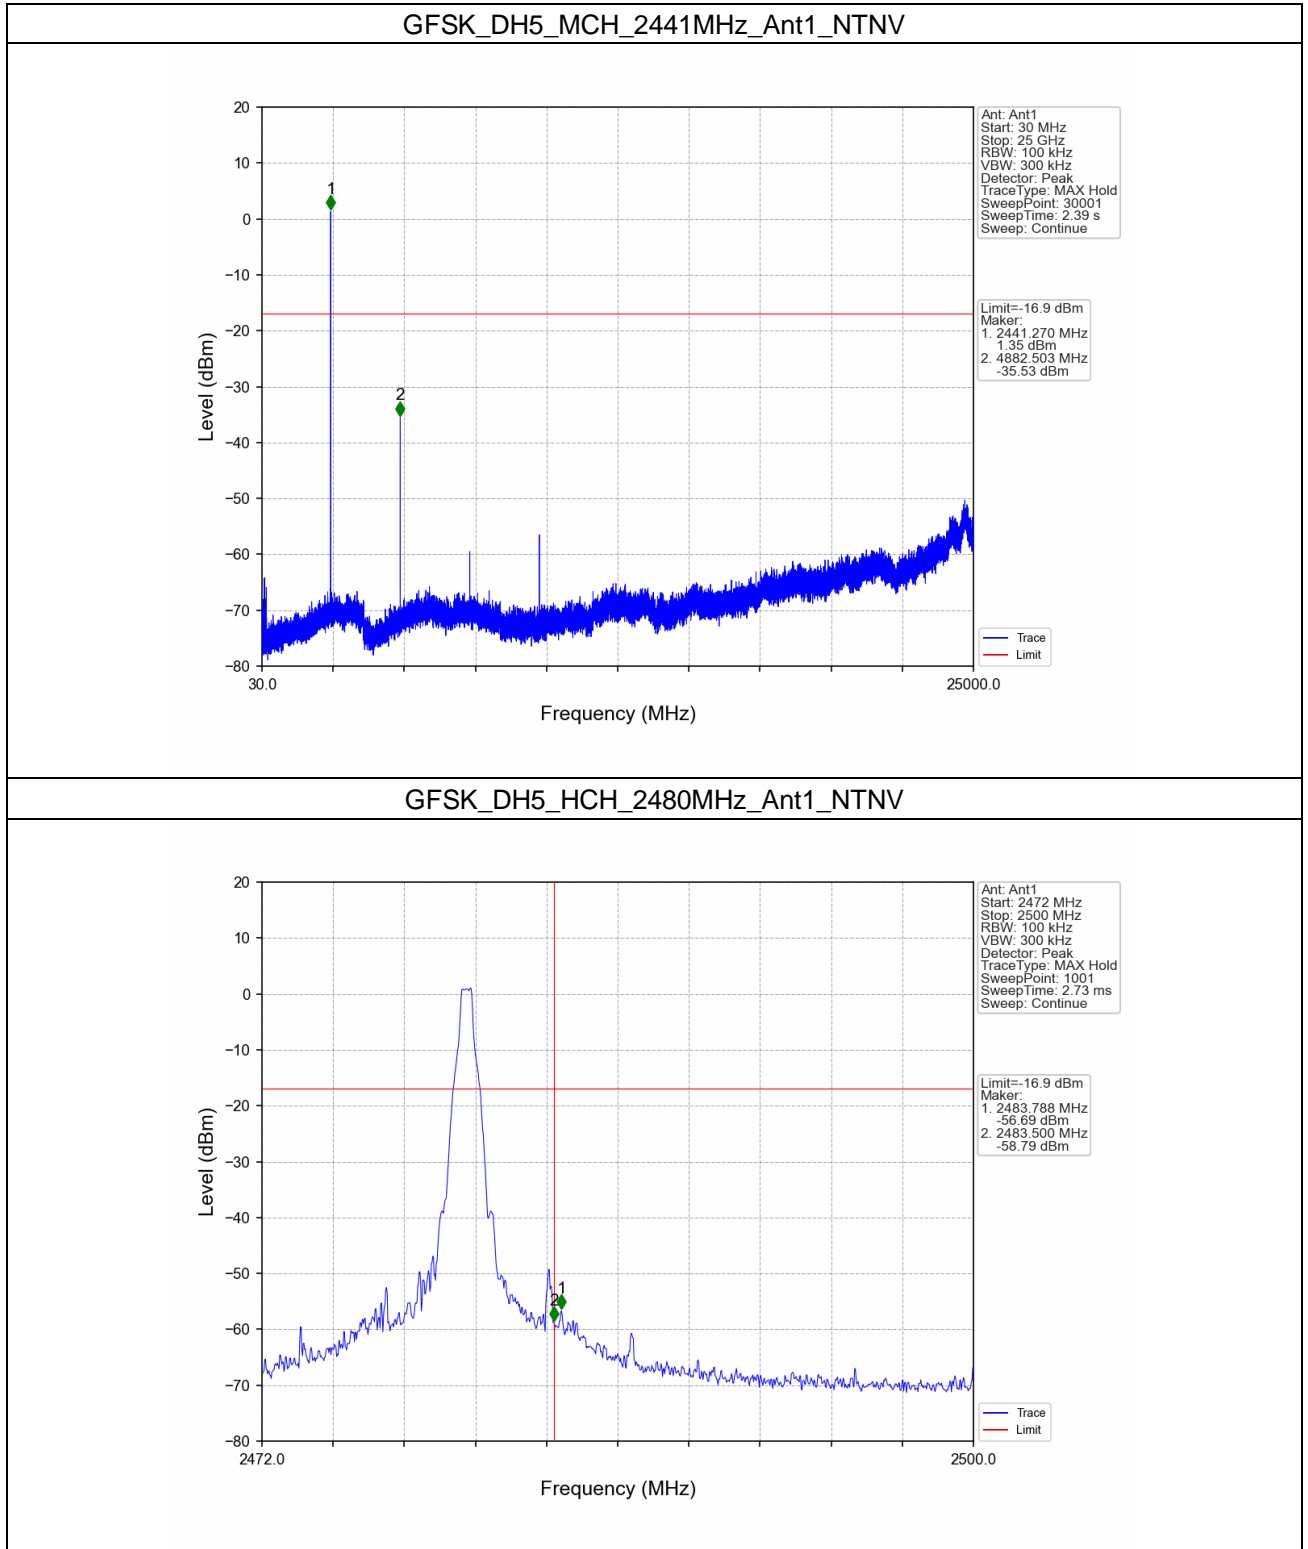 GFSK_DH5_MCH_2441MHz_Ant1_NTNV
20
10
0
−10
−20
−30
−40
−50
−60
−70
−80
Level (dBm)
1
2
30.0
25000.0
Frequency (MHz)
Ant: Ant1
Start: 30 MHz
Stop: 25 GHz
RBW: 100 kHz
VBW: 300 kHz
Detector: Peak
TraceType: MAX Hold
SweepPoint: 30001
SweepTime: 2.39 s
Sweep: Continue
Limit=-16.9 dBm
Maker:
1. 2441.270 MHz
1.35 dBm
2. 4882.503 MHz
-35.53 dBm
Trace
Limit
GFSK_DH5_HCH_2480MHz_Ant1_NTNV
20
10
0
−10
−20
−30
−40
−50
−60
−70
−80
Level (dBm)
1
2
2472.0
2500.0
Frequency (MHz)
Ant: Ant1
Start: 2472 MHz
Stop: 2500 MHz
RBW: 100 kHz
VBW: 300 kHz
Detector: Peak
TraceType: MAX Hold
SweepPoint: 1001
SweepTime: 2.73 ms
Sweep: Continue
Limit=-16.9 dBm
Maker:
1. 2483.788 MHz
-56.69 dBm
2. 2483.500 MHz
-58.79 dBm
Trace
Limit